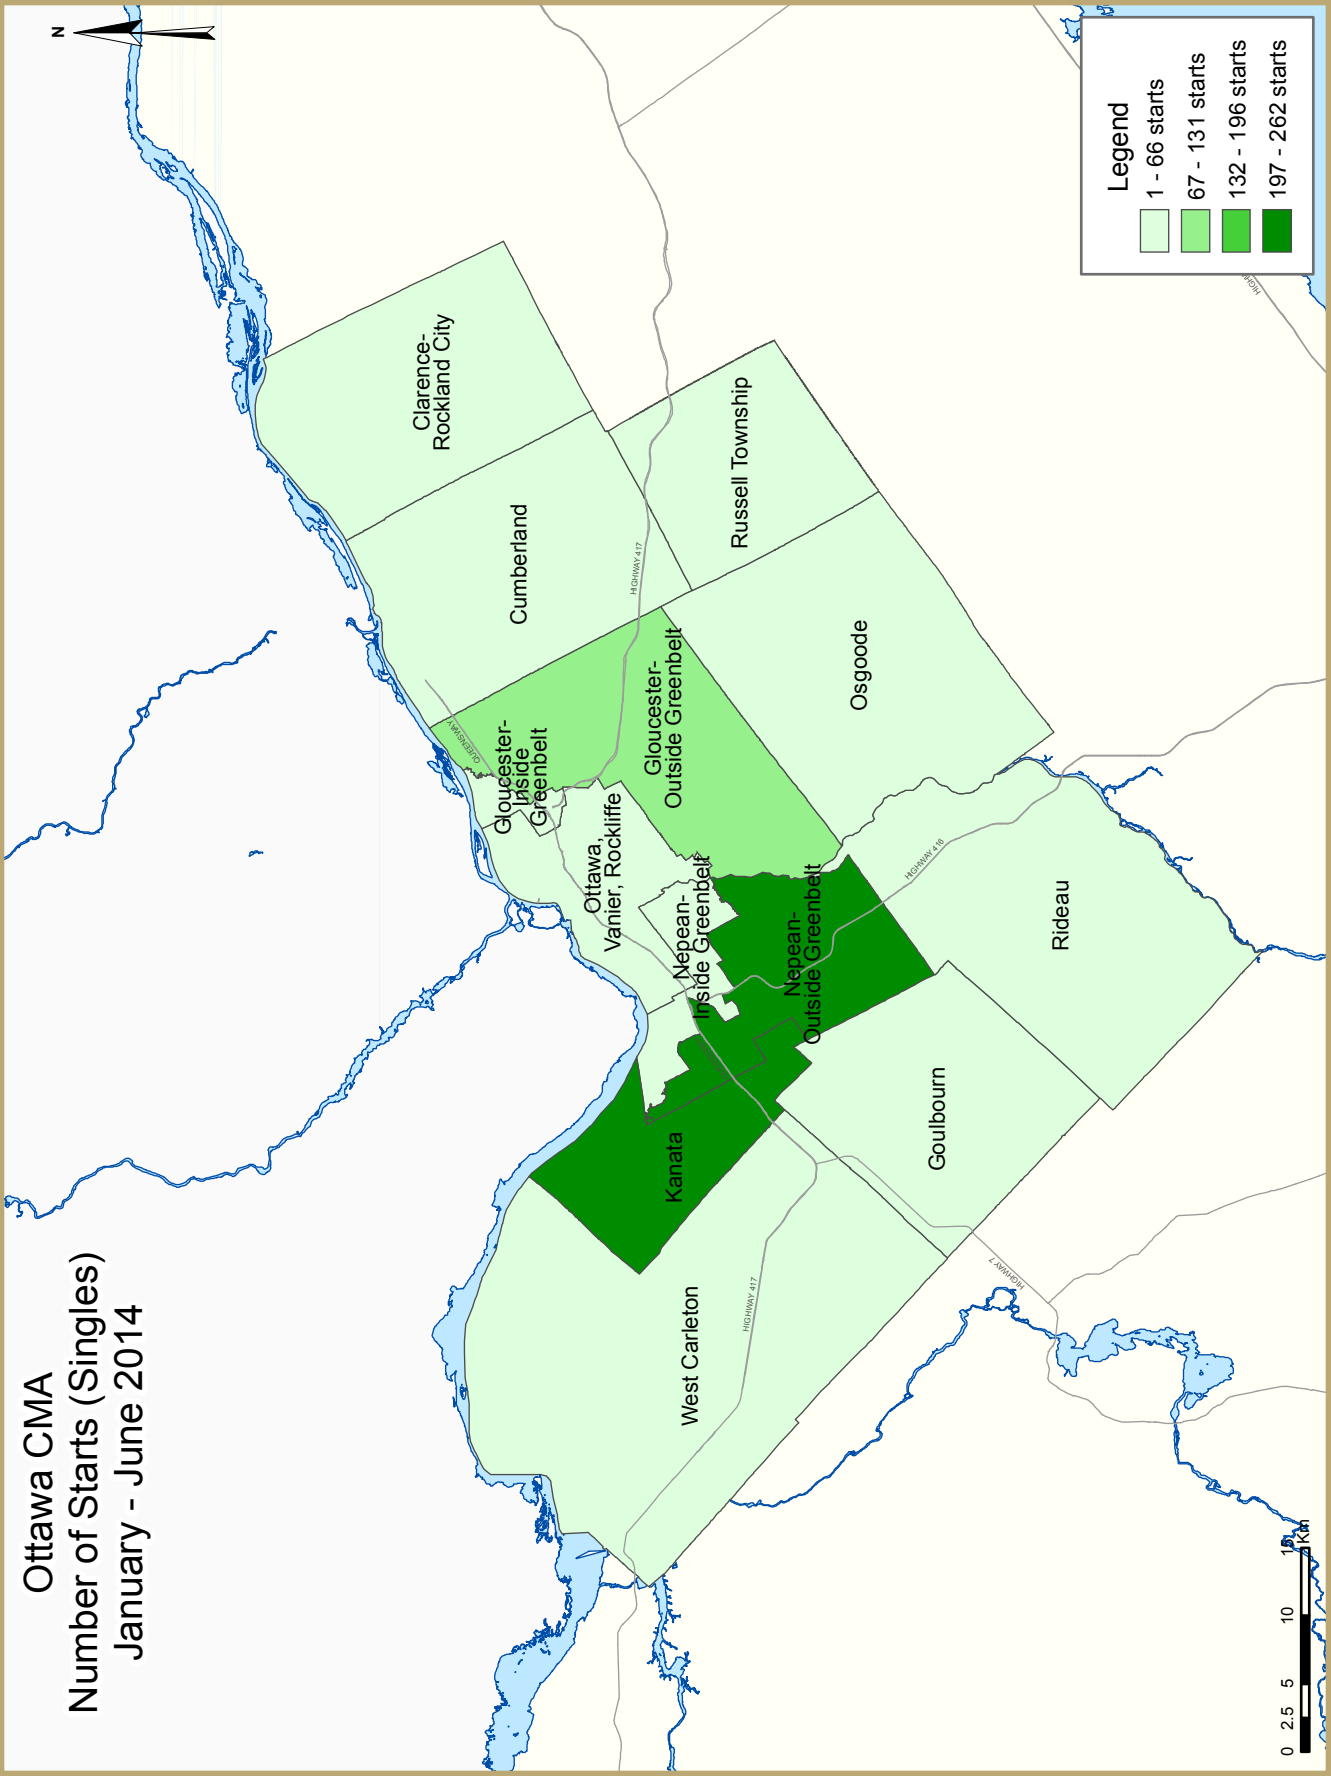 Ottawa CMA
Number of Starts (Singles)
January - June 2014
N
Clarence-
Rockland City
Cumberland
Russell Township
HIGHWAY 417
QUEENSWAY
Gloucester-
Inside
Greenbelt
Gloucester-
Outside Greenbelt
Osgoode
Ottawa,
Vanier, Rockliffe
Nepean-
Inside Greenbelt
Nepean-
Outside Greenbelt
HIGHWAY 416
Rideau
Kanata
Goulbourn
West Carleton
HIGHWAY 417
HIGHWAY 7
Legend
1 - 66 starts
67 - 131 starts
132 - 196 starts
197 - 262 starts
0 2.5 5 10 15
Km